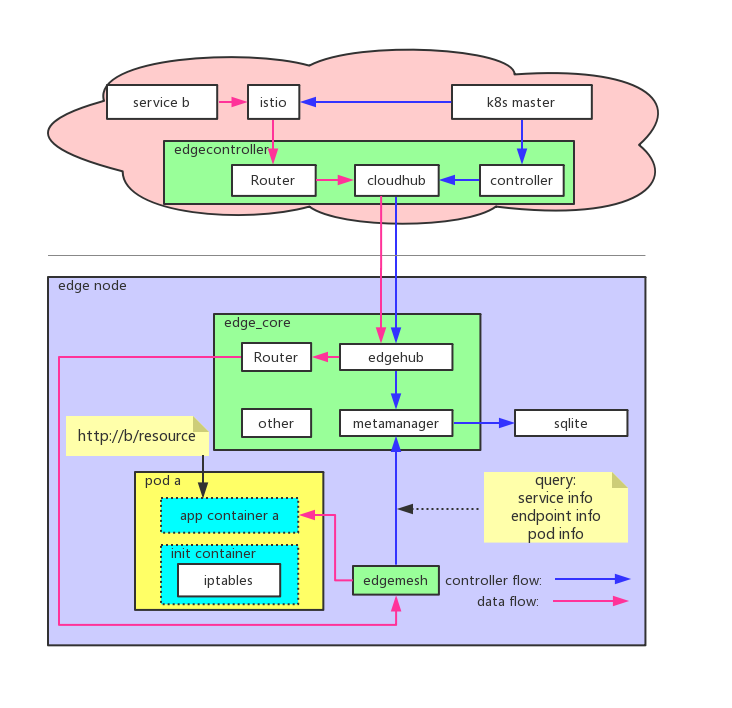 service b
istio
k8s master
edgecontroller
Router
cloudhub
controller
edge node
edge_core
Router
edgehub
other
metamanager
sqlite
http://b/resource
pod a
app container a
init container
iptables
query:
service info
endpoint info
pod info
edgemesh
controller flow:
data flow: